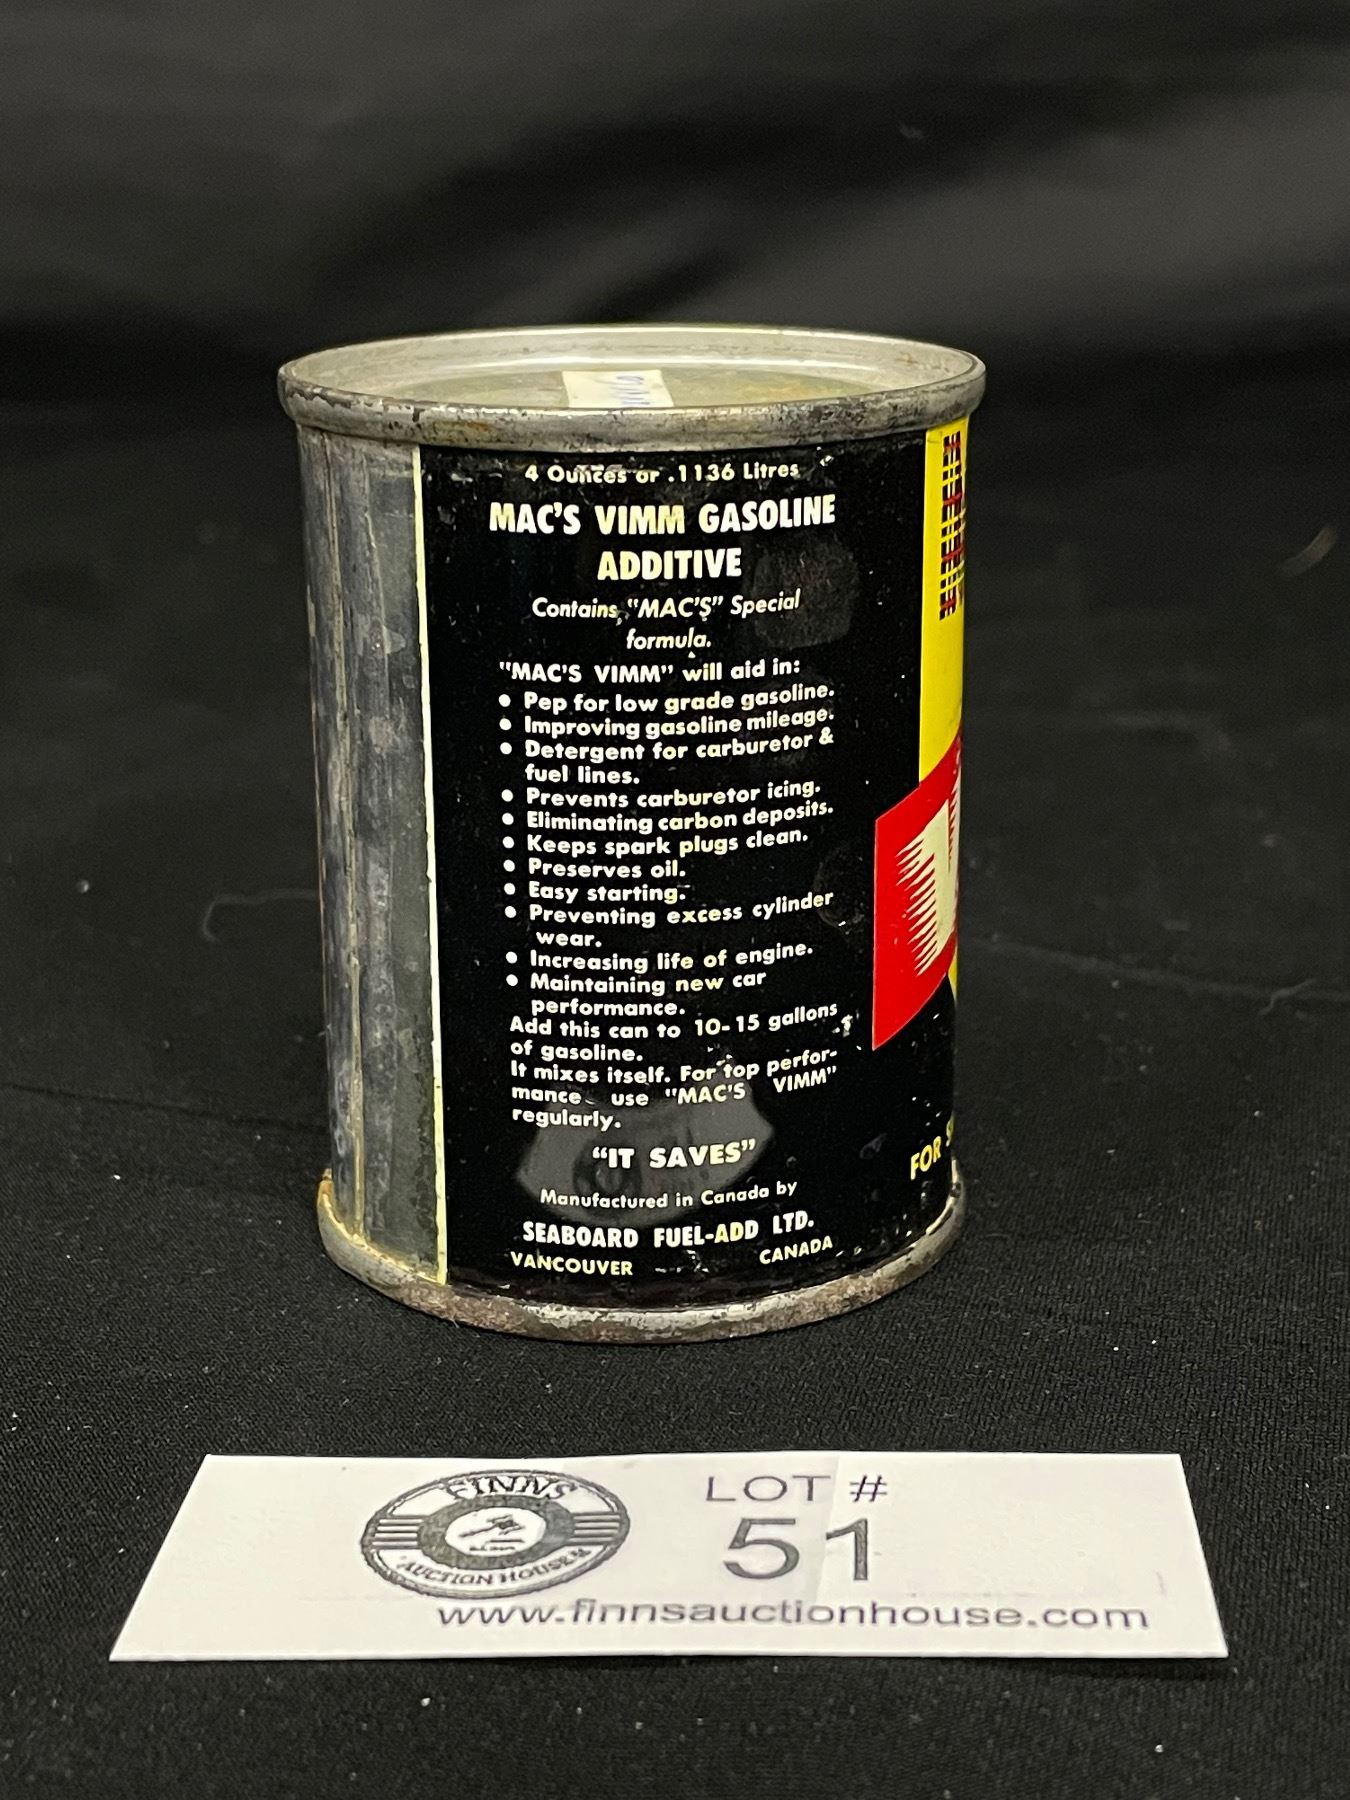 4 Ounces or .1136 Litres
MAC'S VIMM GASOLINE
ADDITIVE
Contains "MAC'S" Special
formula.
"MAC'S VIMM" will aid in:
• Pep for low grade gasoline.
• Improving gasoline mileage.
• Detergent for carburetor &
fuel lines.
• Prevents carburetor icing.
• Eliminating carbon deposits.
• Keeps spark plugs clean.
• Preserves oil.
• Easy starting.
• Preventing excess cylinder
wear.
• Increasing life of engine.
• Maintaining new car
performance.
Add this can to 10-15 gallons
of gasoline.
It mixes itself. For top perfor-
mance use "MAC'S VIMM"
regularly.
"IT SAVES"
Manufactured in Canada by
SEABOARD FUEL-ADD LTD.
VANCOUVER CANADA
FOR
FINNS
AUCTION HOUSE
LOT #
51
www.finnsauctionhouse.com